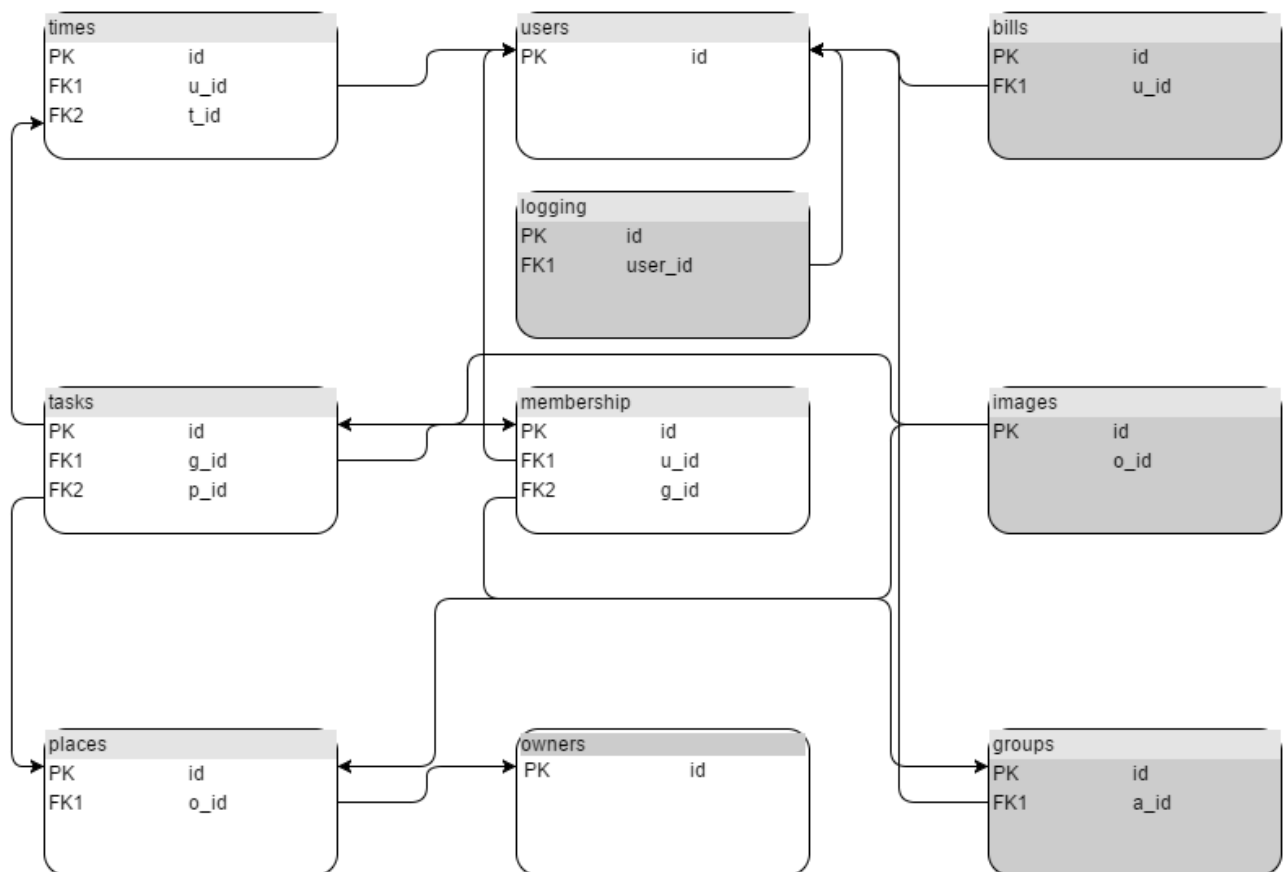 times
PK id
FK1 u_id
FK2 t_id
users
PK id
bills
PK id
FK1 u_id
logging
PK id
FK1 user_id
tasks
PK id
FK1 g_id
FK2 p_id
membership
PK id
FK1 u_id
FK2 g_id
images
PK id
o_id
places
PK id
FK1 o_id
owners
PK id
groups
PK id
FK1 a_id